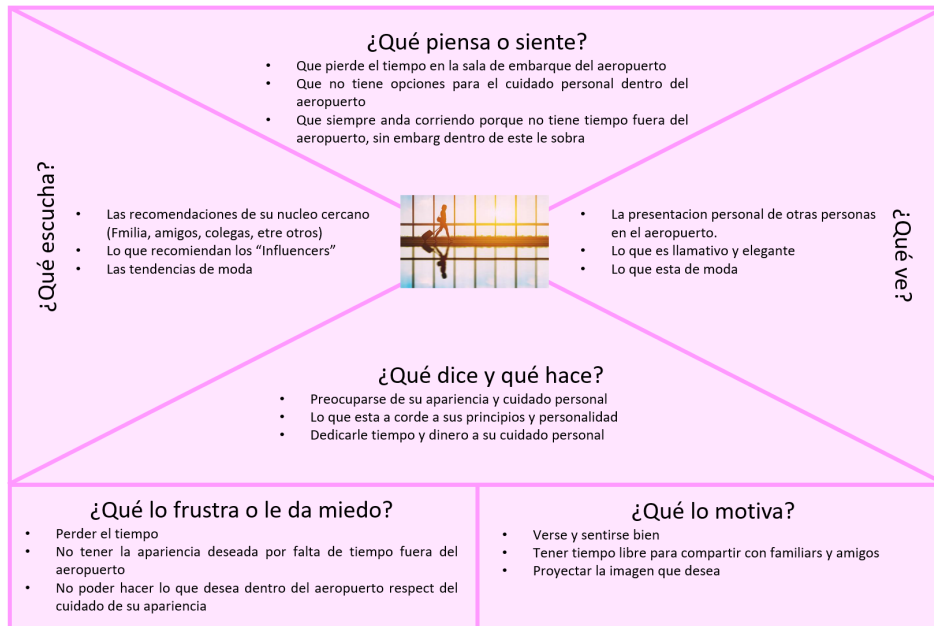 ¿Qué piensa o siente?
• Que pierde el tiempo en la sala de embarque del aeropuerto
• Que no tiene opciones para el cuidado personal dentro del
aeropuerto
• Que siempre anda corriendo porque no tiene tiempo fuera del
aeropuerto, sin embarg dentro de este le sobra
¿Qué escucha?
• Las recomendaciones de su nucleo cercano
(Fmilia, amigos, colegas, etre otros)
• Lo que recomiendan los “Influencers”
• Las tendencias de moda
• La presentacion personal de otras personas
en el aeropuerto.
• Lo que es llamativo y elegante
• Lo que esta de moda
¿Qué ve?
¿Qué dice y qué hace?
• Preocuparse de su apariencia y cuidado personal
• Lo que esta a corde a sus principios y personalidad
• Dedicarle tiempo y dinero a su cuidado personal
¿Qué lo frustra o le da miedo?
• Perder el tiempo
• No tener la apariencia deseada por falta de tiempo fuera del
aeropuerto
• No poder hacer lo que desea dentro del aeropuerto respect del
cuidado de su apariencia
¿Qué lo motiva?
• Verse y sentirse bien
• Tener tiempo libre para compartir con familiars y amigos
• Proyectar la imagen que desea